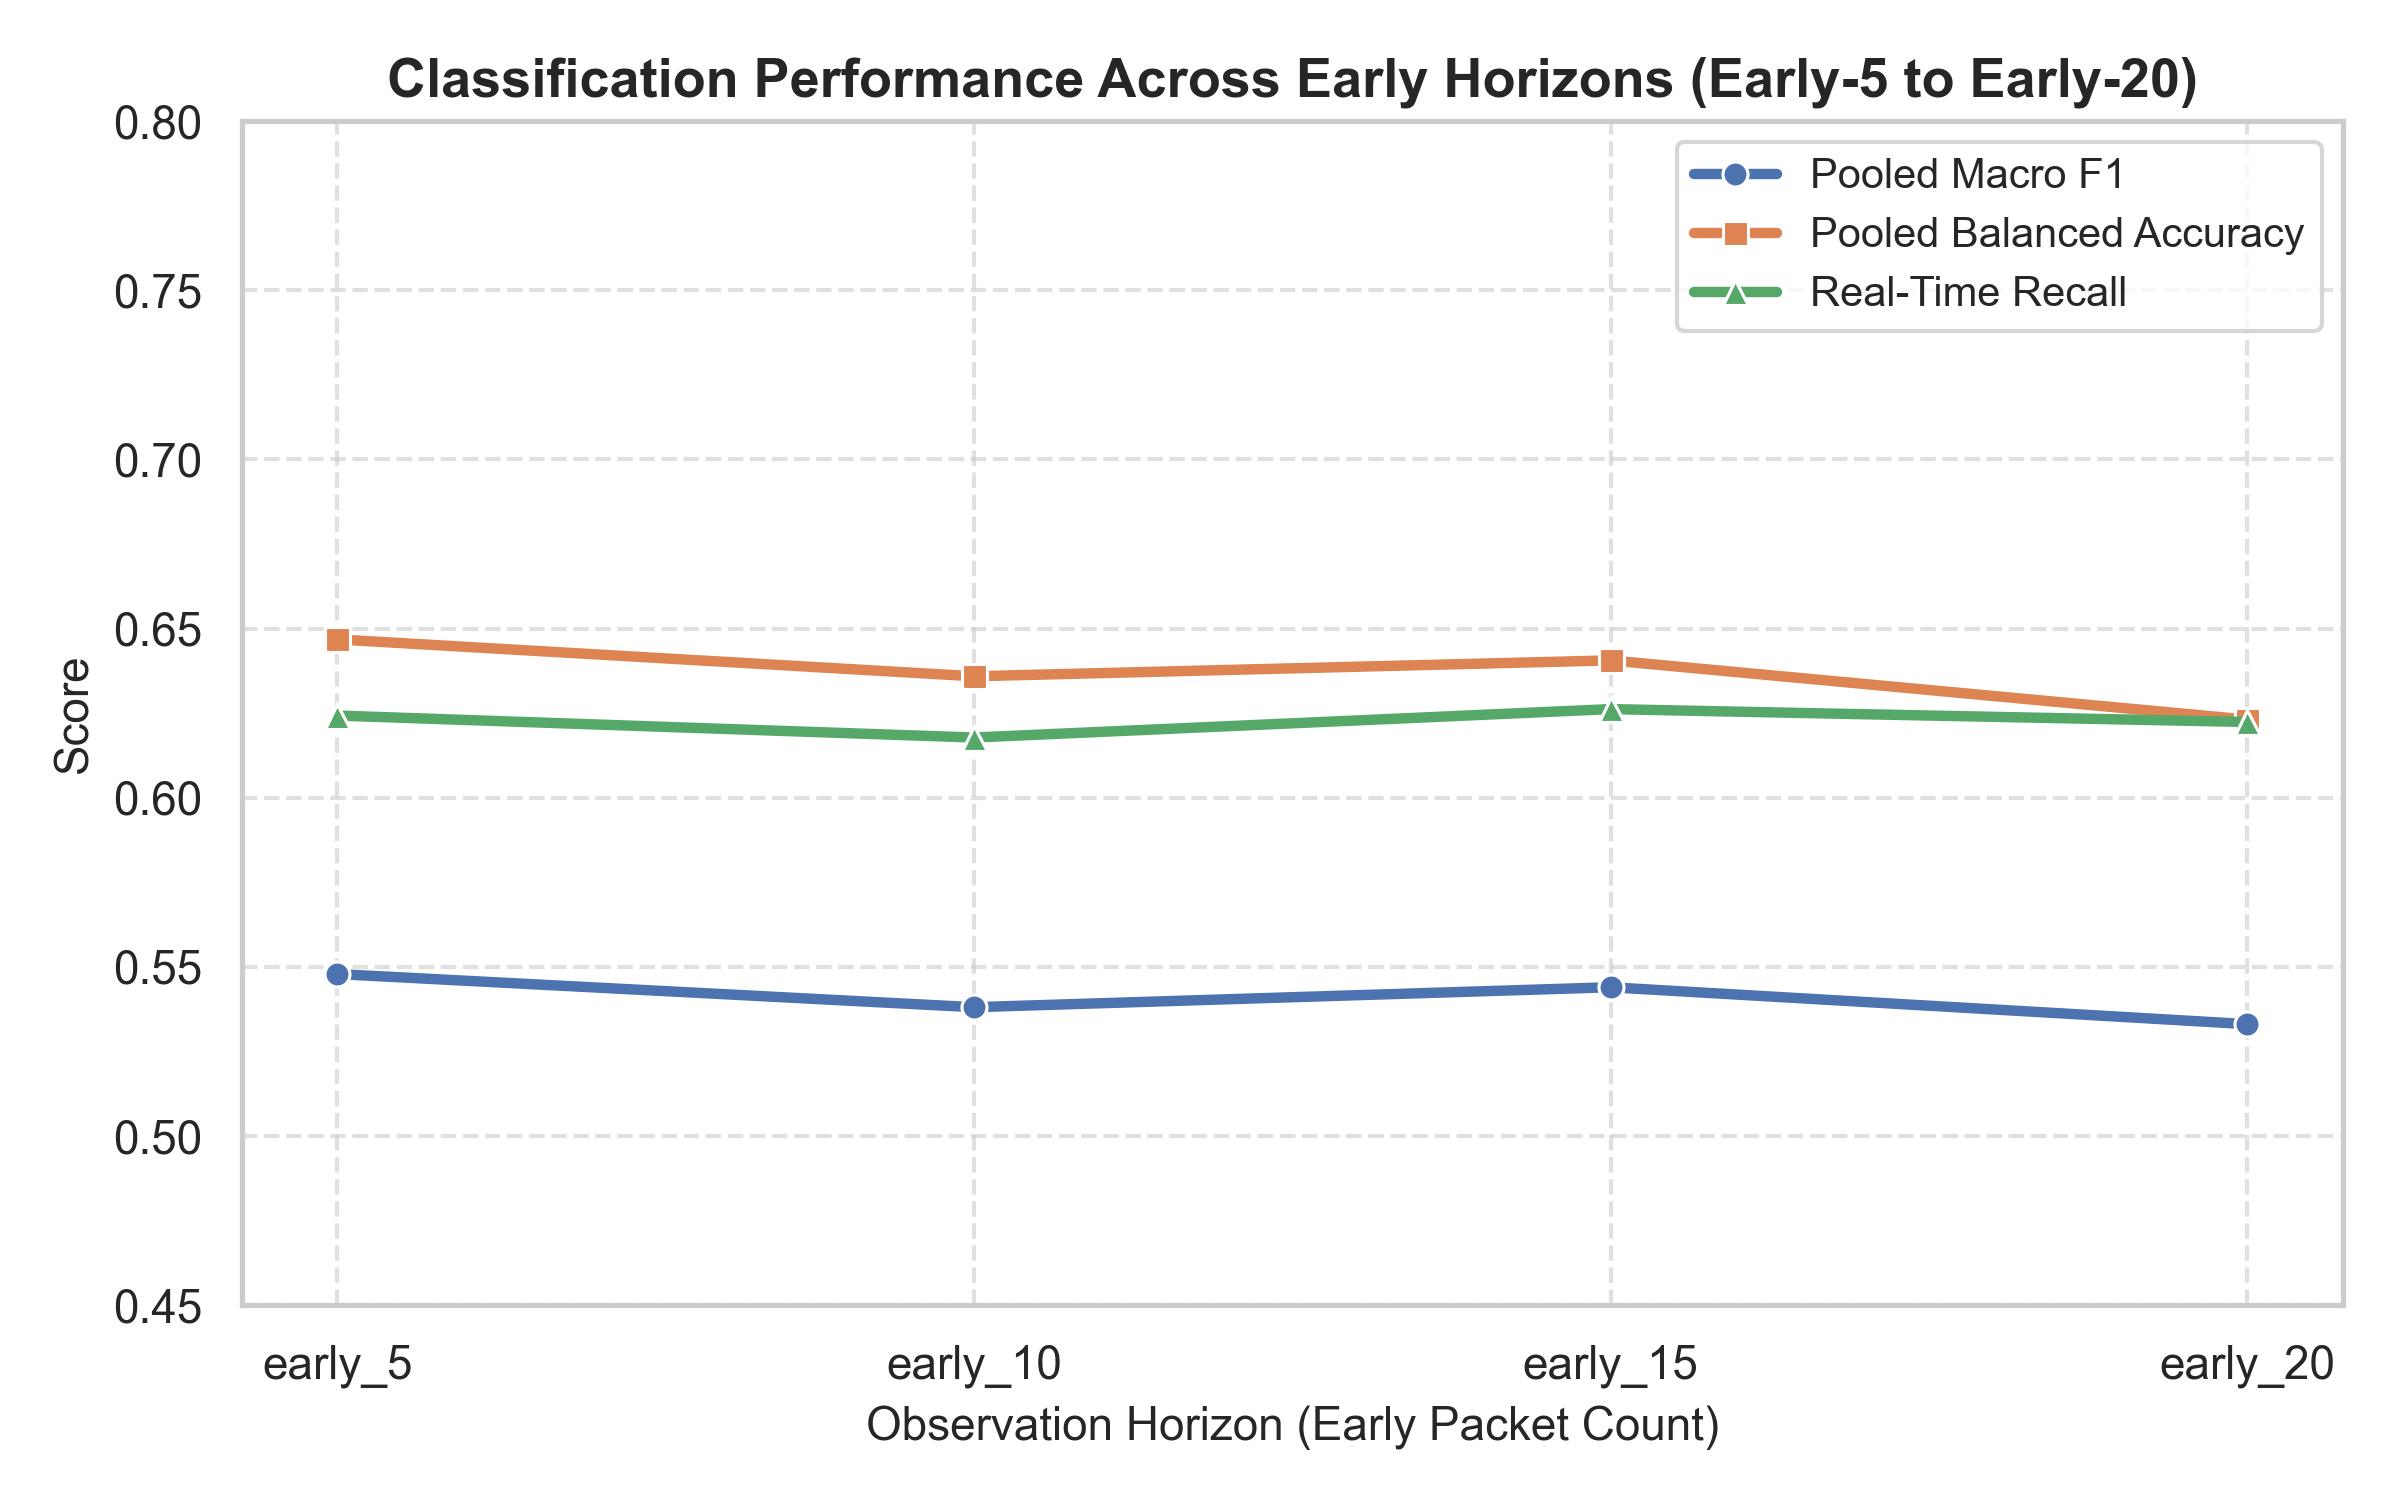 Classification Performance Across Early Horizons (Early-5 to Early-20)
0.80
0.75
0.70
0.65
0.60
0.55
0.50
0.45
Score
Pooled Macro F1
Pooled Balanced Accuracy
Real-Time Recall
early_5
early_10
early_15
early_20
Observation Horizon (Early Packet Count)